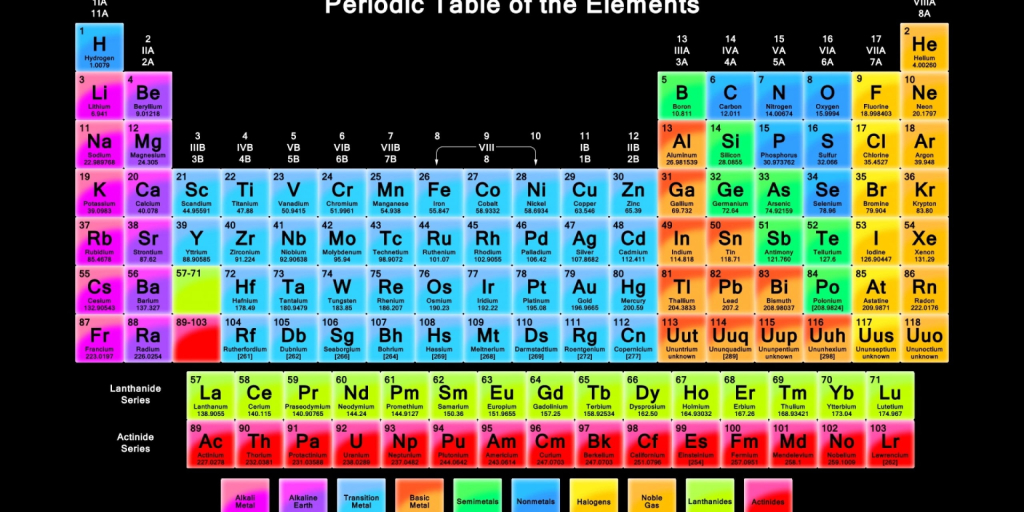 Periodic Table of the Elements
1IA VIIIA
11A 8A
1 2 13 14 15 16 17 2
H IIA IIIA IVA VA VIA VIIA He
Hydrogen 2A 3A 4A 5A 6A 7A Helium
1.0079 4.00260
3 4 5 6 7 8 9 10
Li Be B C N O F Ne
Lithium Beryllium Boron Carbon Nitrogen Oxygen Fluorine Neon
6.941 9.01218 10.811 12.011 14.00674 15.9994 18.998403 20.1797
11 12 3 4 5 6 7 8 9 10 11 12 13 14 15 16 17 18
Na Mg IIIB IVB VB VIB VIIB VIII IB IIB Al Si P S Cl Ar
Sodium Magnesium 3B 4B 5B 6B 7B 8 1B 2B Aluminum Silicon Phosphorus Sulfur Chlorine Argon
22.989768 24.305 26.981539 28.0855 30.973762 32.066 35.4527 39.948
19 20 21 22 23 24 25 26 27 28 29 30 31 32 33 34 35 36
K Ca Sc Ti V Cr Mn Fe Co Ni Cu Zn Ga Ge As Se Br Kr
Potassium Calcium Scandium Titanium Vanadium Chromium Manganese Iron Cobalt Nickel Copper Zinc Gallium Germanium Arsenic Selenium Bromine Krypton
39.0983 40.078 44.95591 47.88 50.9415 51.9961 54.938 55.847 58.9332 58.6934 63.546 65.39 69.732 72.64 74.92159 78.96 79.904 83.80
37 38 39 40 41 42 43 44 45 46 47 48 49 50 51 52 53 54
Rb Sr Y Zr Nb Mo Tc Ru Rh Pd Ag Cd In Sn Sb Te I Xe
Rubidium Strontium Yttrium Zirconium Niobium Molybdenum Technetium Ruthenium Rhodium Palladium Silver Cadmium Indium Tin Antimony Tellurium Iodine Xenon
85.4678 87.62 88.90585 91.224 92.90638 95.94 98.9072 101.07 102.9055 106.42 107.8682 112.411 114.818 118.71 121.760 127.6 126.90447 131.29
55 56 57-71 72 73 74 75 76 77 78 79 80 81 82 83 84 85 86
Cs Ba Hf Ta W Re Os Ir Pt Au Hg Tl Pb Bi Po At Rn
Cesium Barium Hafnium Tantalum Tungsten Rhenium Osmium Iridium Platinum Gold Mercury Thallium Lead Bismuth Polonium Astatine Radon
132.90543 137.327 178.49 180.9479 183.85 186.207 190.23 192.22 195.08 196.9665 200.59 204.3833 207.2 208.98037 [208.9824] 209.9871 222.0176
87 88 89-103 104 105 106 107 108 109 110 111 112 113 114 115 116 117 118
Fr Ra Rf Db Sg Bh Hs Mt Ds Rg Cn Uut Uuq Uup Uuh Uus Uuo
Francium Radium Rutherfordium Dubnium Seaborgium Bohrium Hassium Meitnerium Darmstadtium Roentgenium Copernicium Ununtrium Ununquadium Ununpentium Ununhexium Ununseptium Ununoctium
223.0197 226.0254 [261] [262] [266] [264] [269] [268] [269] [272] [277] unknown [289] unknown [298] unknown unknown
Lanthanide
Series
57 58 59 60 61 62 63 64 65 66 67 68 69 70 71
La Ce Pr Nd Pm Sm Eu Gd Tb Dy Ho Er Tm Yb Lu
Lanthanum Cerium Praseodymium Neodymium Promethium Samarium Europium Gadolinium Terbium Dysprosium Holmium Erbium Thulium Ytterbium Lutetium
138.9055 140.115 140.90765 144.24 144.9127 150.36 151.9655 157.25 158.92534 162.50 164.93032 167.26 168.93421 173.04 174.967
Actinide
Series
89 90 91 92 93 94 95 96 97 98 99 100 101 102 103
Ac Th Pa U Np Pu Am Cm Bk Cf Es Fm Md No Lr
Actinium Thorium Protactinium Uranium Neptunium Plutonium Americium Curium Berkelium Californium Einsteinium Fermium Mendelevium Nobelium Lawrencium
227.0278 232.0381 231.03588 238.0289 237.0482 244.0642 243.0614 247.0703 247.0703 251.0796 [254] 257.0951 258.1 259.1009 [262]
Alkali Metal
Alkaline Earth
Transition Metal
Basic Metal
Semimetals
Nonmetals
Halogens
Noble Gas
Lanthanides
Actinides